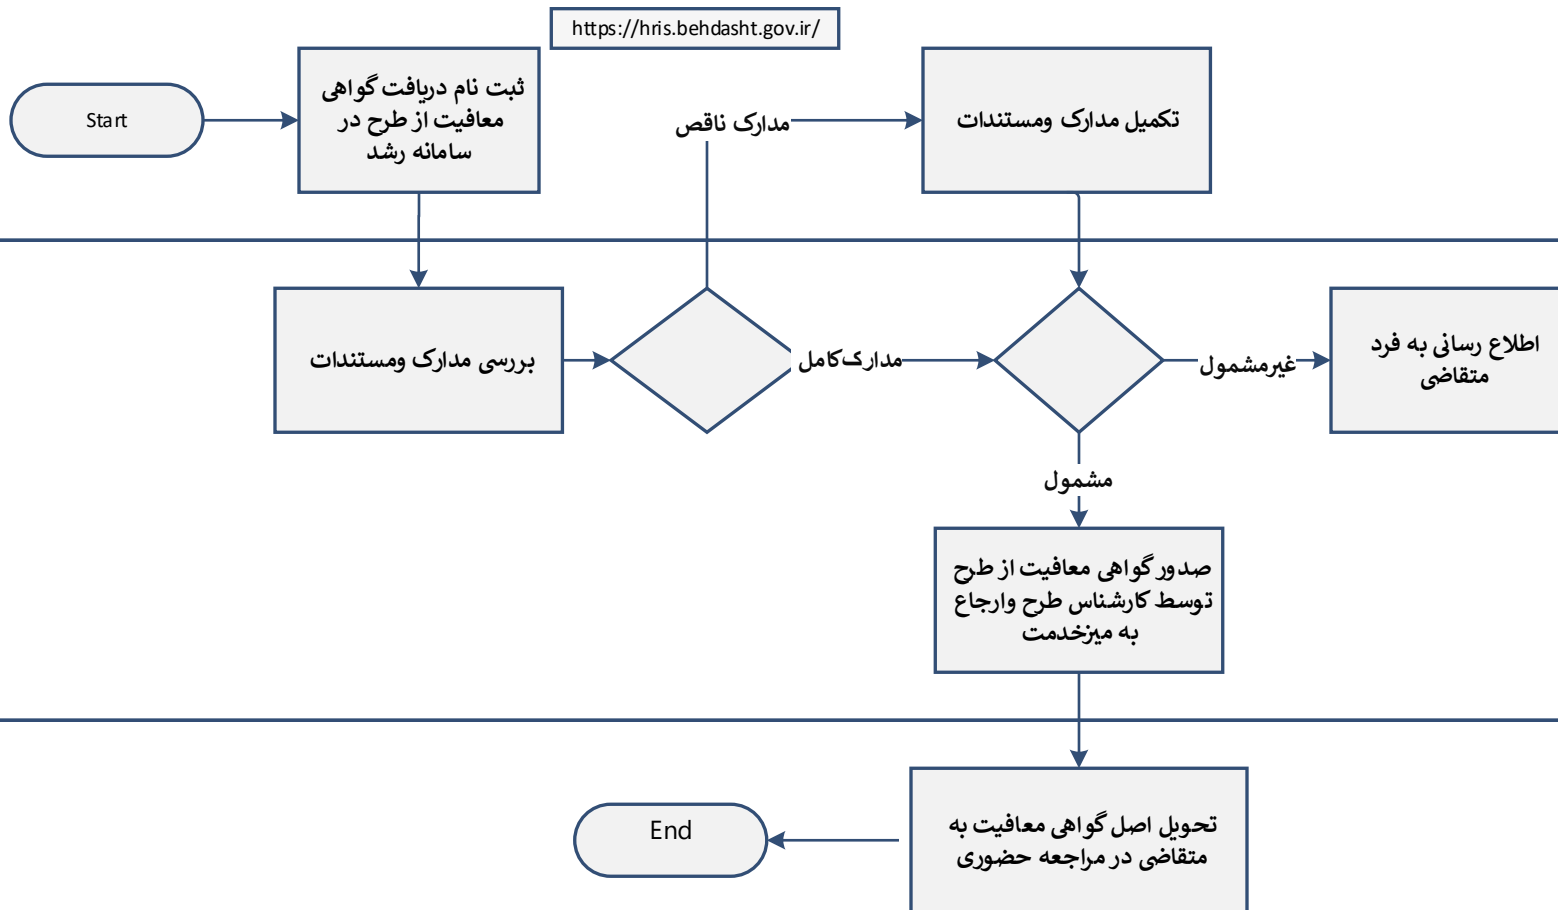 https://hris.behdasht.gov.ir/
Start
ثبت نام دریافت گواهی
معافیت از طرح در
سامانه رشد
مدارک ناقص
تکمیل مدارک ومستندات
بررسی مدارک ومستندات
مدارک کامل
غیرمشمول
اطلاع رسانی به فرد
متقاضی
مشمول
صدور گواهی معافیت از طرح
توسط کارشناس طرح وارجاع
به میزخدمت
تحویل اصل گواهی معافیت به
متقاضی در مراجعه حضوری
End